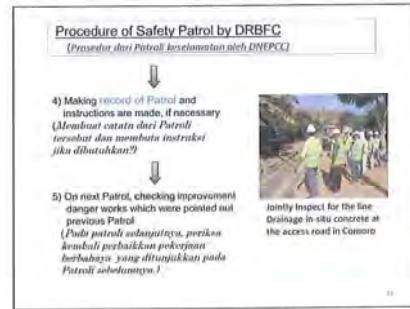 Procedure of Safety Patrol by DRBFC
(Prosedur dari Patroli keselamatan oleh DNEPCC)
4) Making record of Patrol and
instructions are made, if necessary
(Membuat catatn dari Patroli
tersebut dan membuta instruksi
jika dibutuhkan?)
5) On next Patrol, checking improvement
danger works which were pointed out
previous Patrol
(Pada patroli selanjutnya, periksa
kembali perbaikkan pekerjaan
berbahaya yang ditunjukkan pada
Patroli sebelumnya.)
Jointly Inspect for the line
Drainage in-situ concrete at
the access road in Comoro